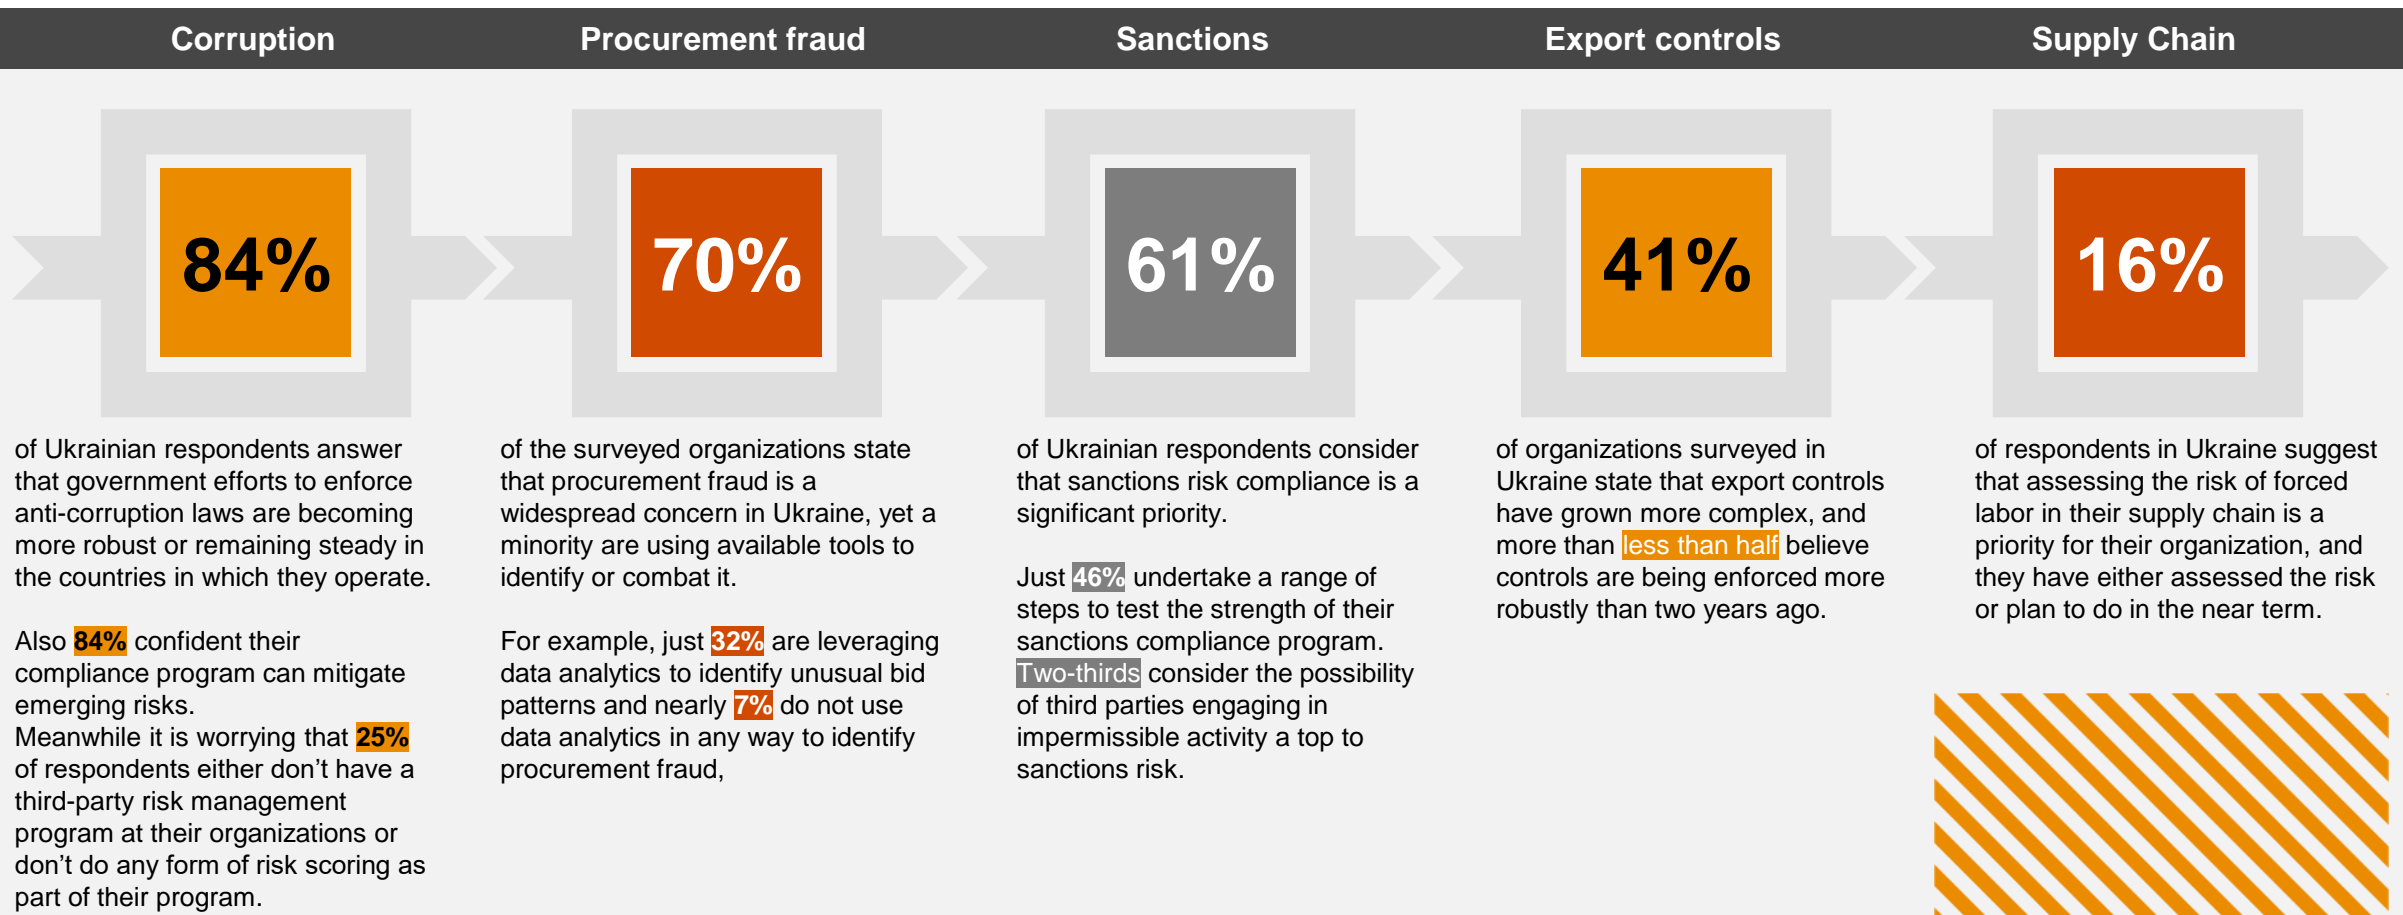 Corruption
Procurement fraud
Sanctions
Export controls
Supply Chain
84%
70%
61%
41%
16%
of Ukrainian respondents answer
that government efforts to enforce
anti-corruption laws are becoming
more robust or remaining steady in
the countries in which they operate.
Also 84% confident their
compliance program can mitigate
emerging risks.
Meanwhile it is worrying that 25%
of respondents either don’t have a
third-party risk management
program at their organizations or
don’t do any form of risk scoring as
part of their program.
of the surveyed organizations state
that procurement fraud is a
widespread concern in Ukraine, yet a
minority are using available tools to
identify or combat it.
For example, just 32% are leveraging
data analytics to identify unusual bid
patterns and nearly 7% do not use
data analytics in any way to identify
procurement fraud,
of Ukrainian respondents consider
that sanctions risk compliance is a
significant priority.
Just 46% undertake a range of
steps to test the strength of their
sanctions compliance program.
Two-thirds consider the possibility
of third parties engaging in
impermissible activity a top to
sanctions risk.
of organizations surveyed in
Ukraine state that export controls
have grown more complex, and
more than less than half believe
controls are being enforced more
robustly than two years ago.
of respondents in Ukraine suggest
that assessing the risk of forced
labor in their supply chain is a
priority for their organization, and
they have either assessed the risk
or plan to do in the near term.